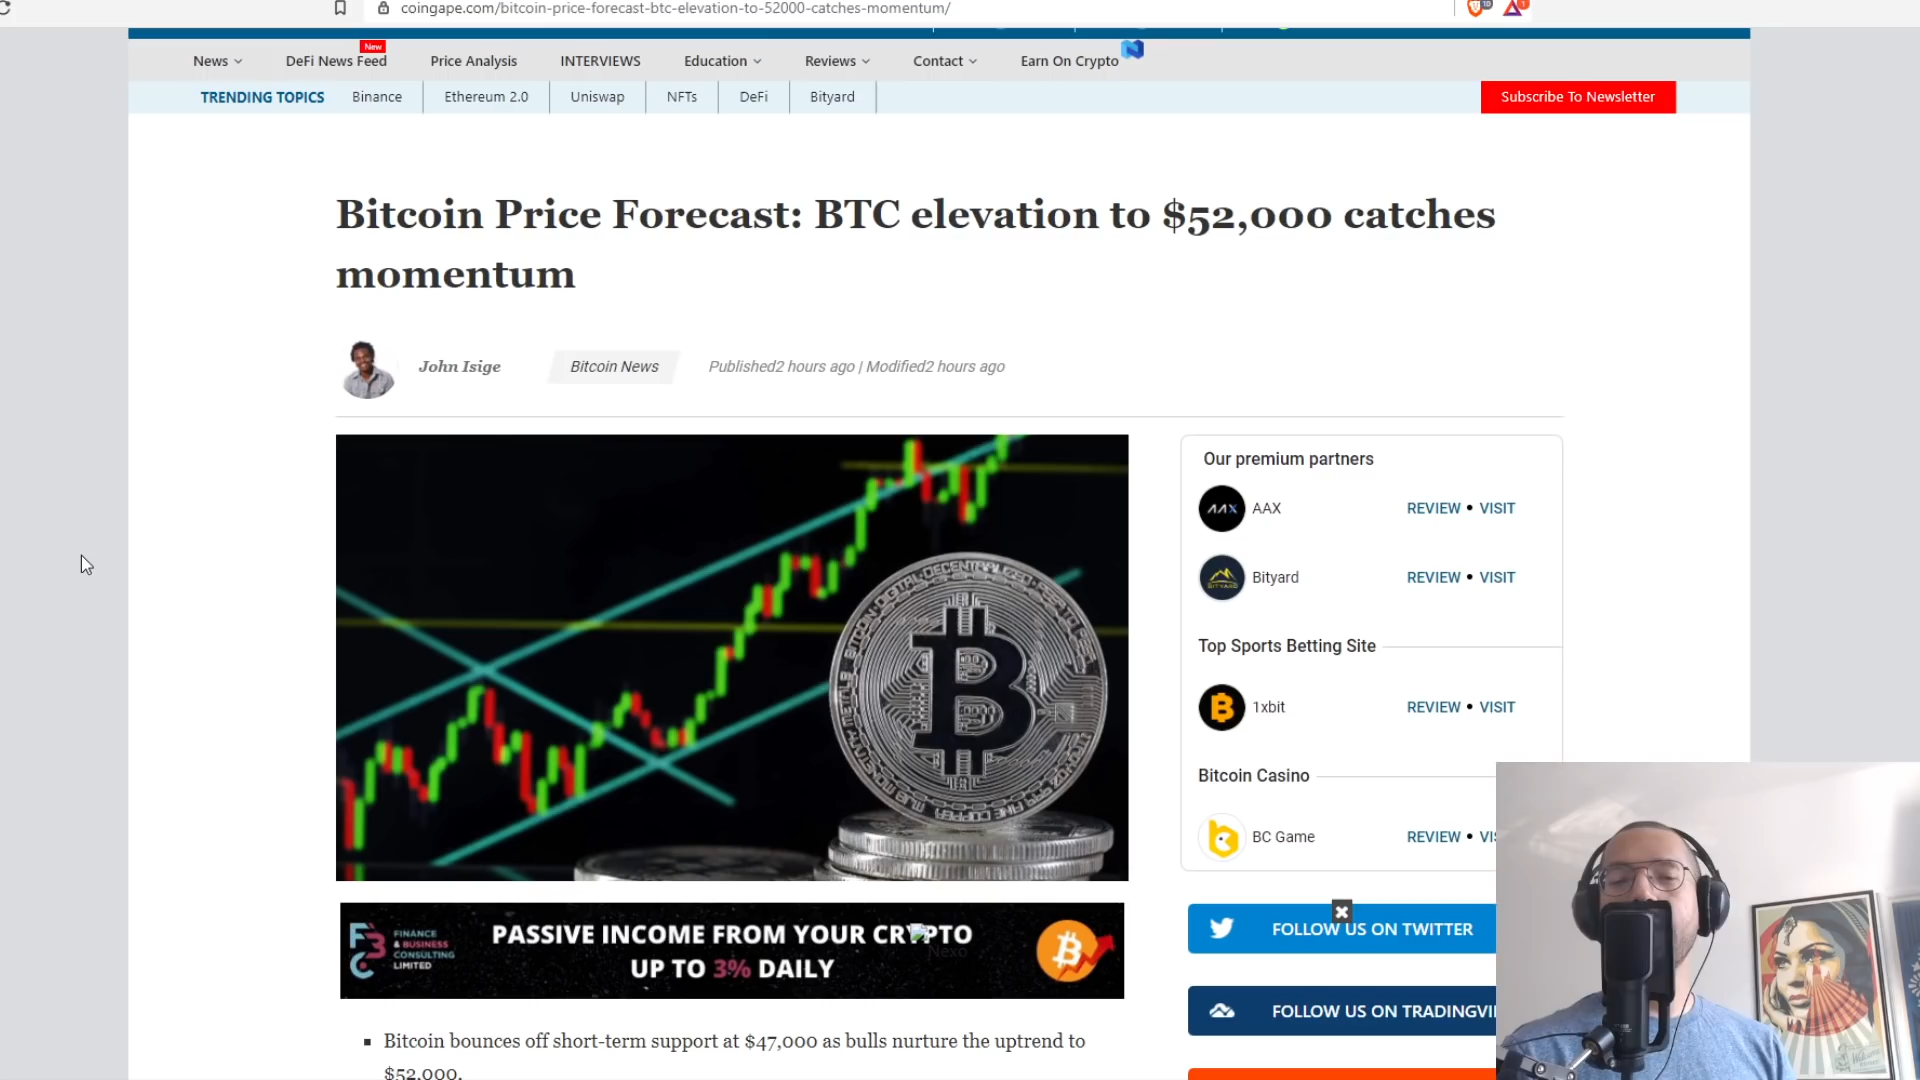 coingape.com/bitcoin-price-forecast-btc-elevation-to-52000-catches-momentum/
10
1
New
News
DeFi News Feed
Price Analysis
INTERVIEWS
Education
Reviews
Contact
Earn On Crypto
TRENDING TOPICS
Binance
Ethereum 2.0
Uniswap
NFTs
DeFi
Bityard
Subscribe To Newsletter
Bitcoin Price Forecast: BTC elevation to $52,000 catches
momentum
John Isige
Bitcoin News
Published2 hours ago | Modified2 hours ago
Our premium partners
AAX
AAX
REVIEW • VISIT
BITYARD
Bityard
REVIEW • VISIT
Top Sports Betting Site
1xbit
REVIEW • VISIT
Bitcoin Casino
BC Game
REVIEW • VIS
FOLLOW US ON TWITTER
FOLLOW US ON TRADINGVI
FINANCE
& BUSINESS
CONSULTING
LIMITED
PASSIVE INCOME FROM YOUR CRYPTO
UP TO 3% DAILY
Nexo
Bitcoin bounces off short-term support at $47,000 as bulls nurture the uptrend to
$52,000.